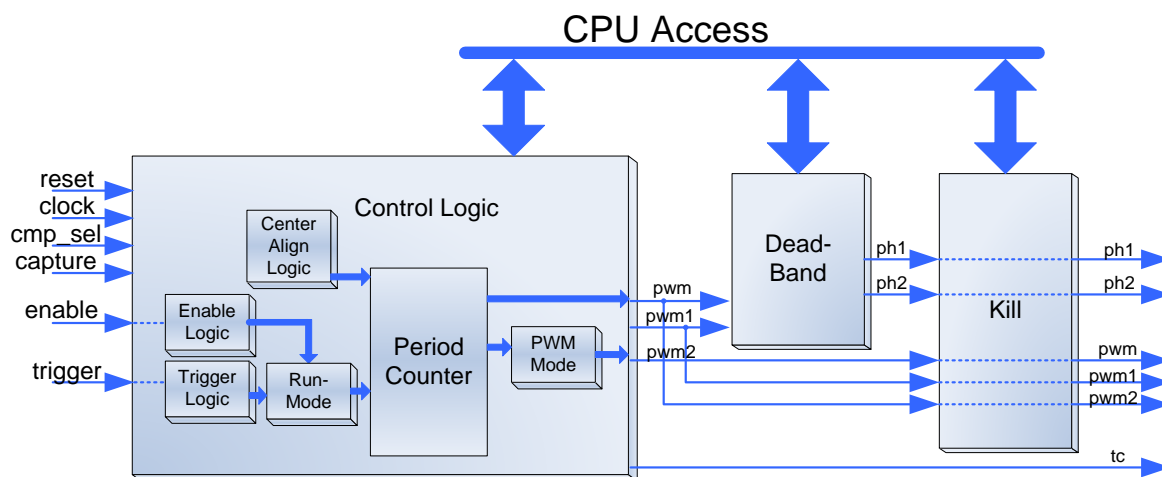 CPU Access
reset
clock
cmp_sel
capture
enable
trigger
Control Logic
Center
Align
Logic
Enable
Logic
Trigger
Logic
Run-
Mode
Period
Counter
PWM
Mode
pwm
pwm1
pwm2
Dead-
Band
ph1
ph2
Kill
ph1
ph2
pwm
pwm1
pwm2
tc